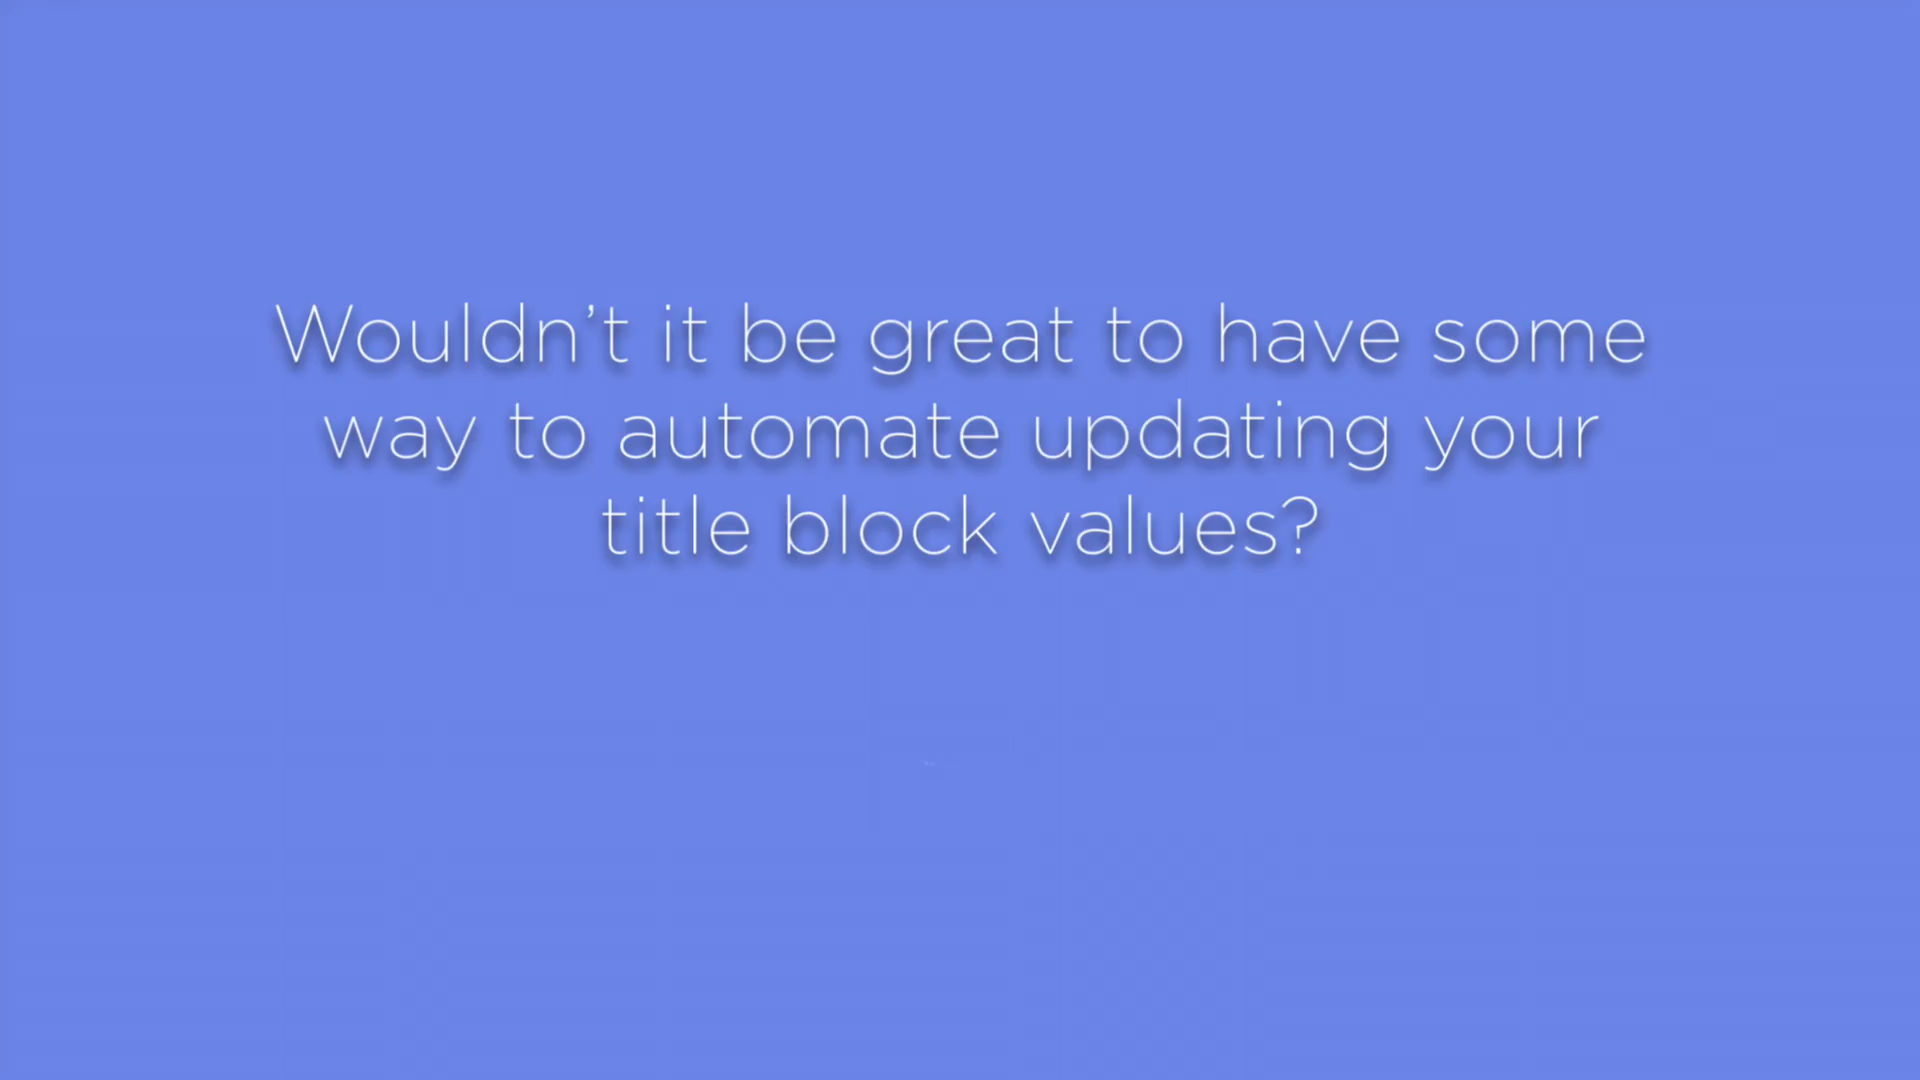 Wouldn’t it be great to have some
way to automate updating your
title block values?